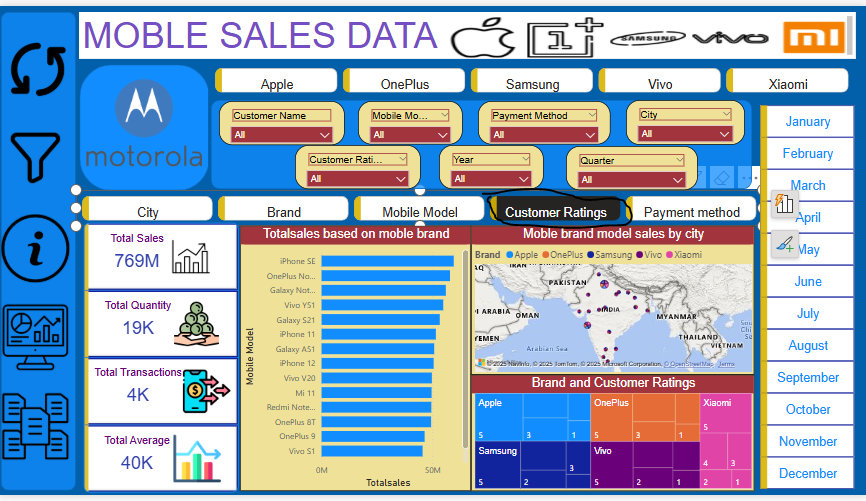 MOBLE SALES DATA
SAMSUNG
vivo
mi
Apple
OnePlus
Samsung
Vivo
Xiaomi
motorola
Customer Name
All
Mobile Mo...
All
Payment Method
All
City
All
Customer Rati...
All
Year
All
Quarter
All
City
Brand
Mobile Model
Customer Ratings
Payment method
January
February
March
April
May
June
July
August
September
October
November
December
Total Sales
769M
Total Quantity
19K
Total Transactions
4K
Total Average
40K
Totalsales based on moble brand
Mobile Model
iPhone SE
OnePlus No...
Galaxy Not...
Vivo Y51
Galaxy S21
iPhone 11
Galaxy A51
iPhone 12
Vivo V20
Mi 11
Redmi Note...
OnePlus 8T
OnePlus 9
Vivo S1
0M
50M
Totalsales
Moble brand model sales by city
Brand
Apple
OnePlus
Samsung
Vivo
Xiaomi
IRAN
PAKISTAN
OMAN
INDIA
MYANMAR
THAILAND
VIETNAM
YEMEN
Arabian Sea
© 2025 TomTom, © 2025 Microsoft Corporation, © OpenStreetMap Terms
Brand and Customer Ratings
Apple
5
3
1
OnePlus
5
3
1
Xiaomi
5
4
3
2
1
Samsung
5
2
3
Vivo
5
2
1